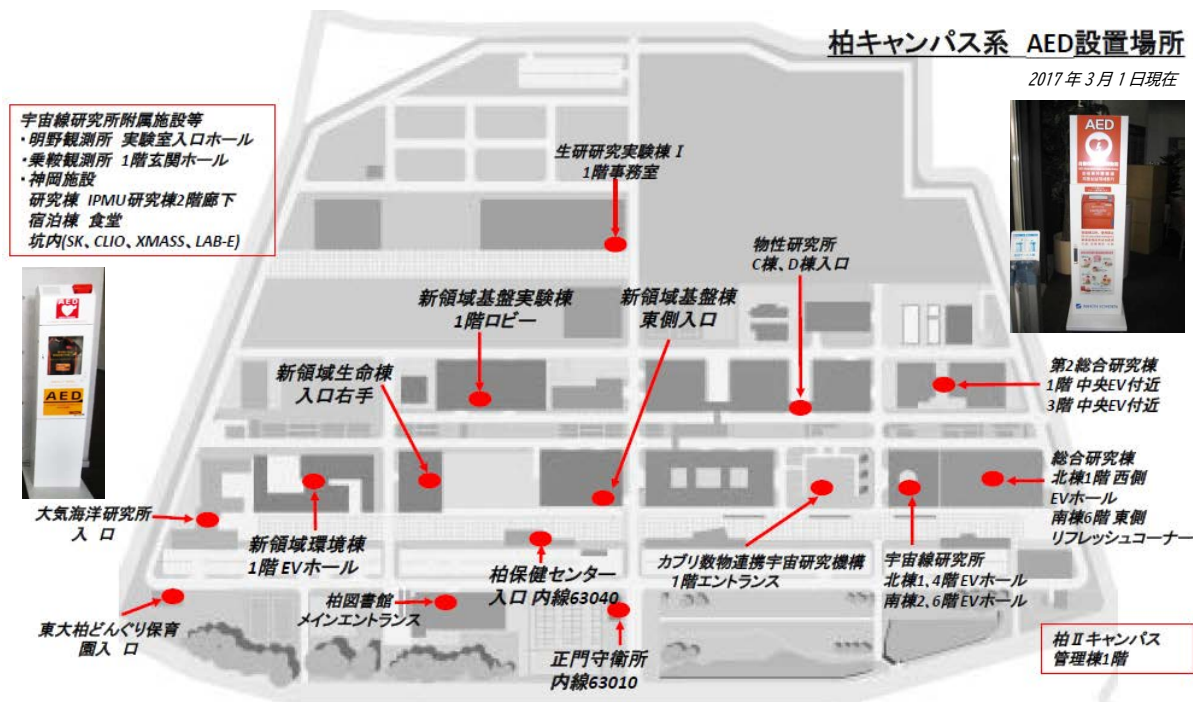 柏キャンパス系 AED設置場所
2017年3月1日現在
宇宙線研究所附属施設等
・明野観測所 実験室入口ホール
・乗鞍観測所 1階玄関ホール
・神岡施設
研究棟 IPMU研究棟2階廊下
宿泊棟 食堂
坑内(SK、CLIO、XMASS、LAB-E)
AED
生研研究実験棟Ⅰ
1階事務室
物性研究所
C棟、D棟入口
新領域基盤実験棟
1階ロビー
新領域基盤棟
東側入口
新領域生命棟
入口右手
AED
AED
第2総合研究棟
1階 中央EV付近
3階 中央EV付近
総合研究棟
北棟1階 西側
EVホール
南棟6階 東側
リフレッシュコーナー
大気海洋研究所
入 口
新領域環境棟
1階 EVホール
柏保健センター
入口 内線63040
カブリ数物連携宇宙研究機構
1階エントランス
宇宙線研究所
北棟1、4階 EVホール
南棟2、6階 EVホール
東大柏どんぐり保育
園入 口
柏図書館
メインエントランス
正門守衛所
内線63010
柏Ⅱキャンパス
管理棟1階